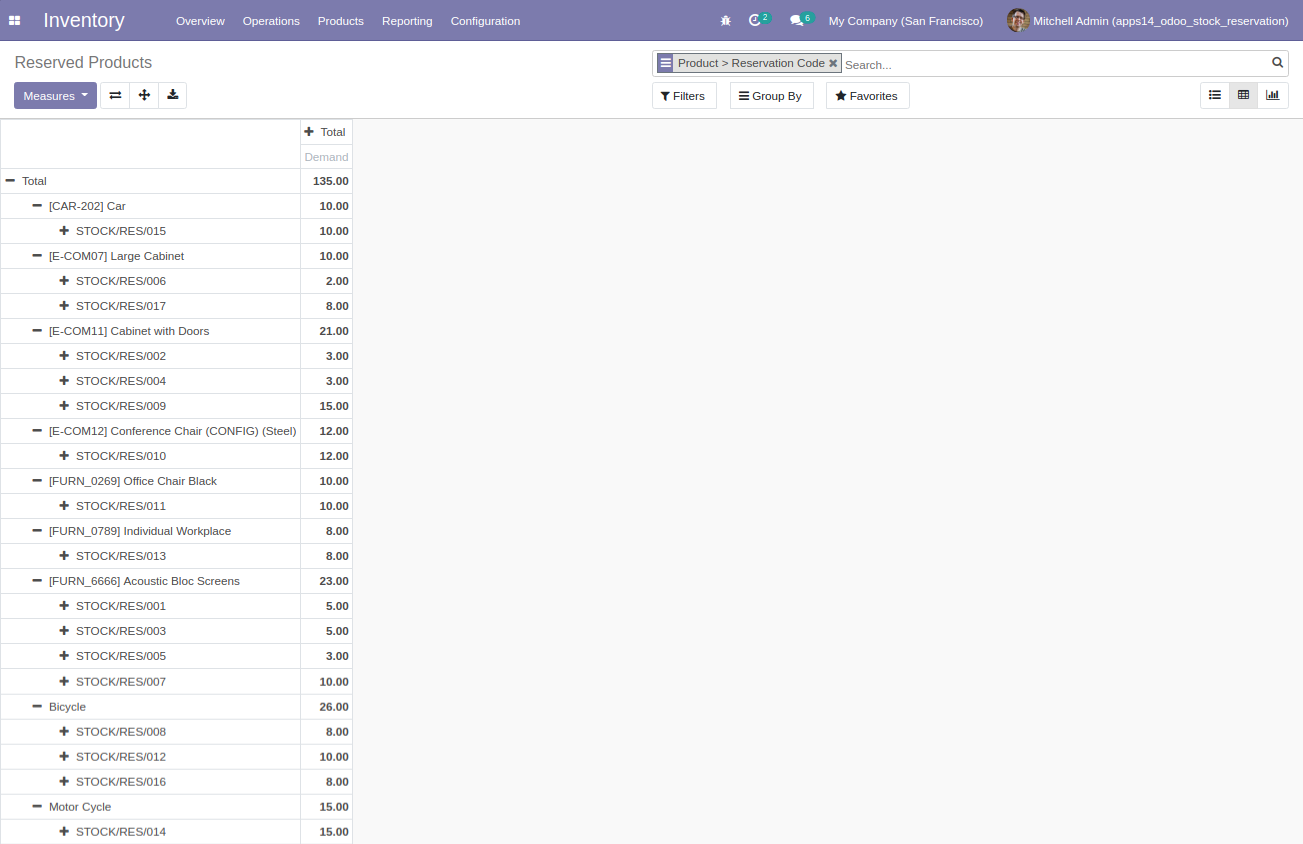 Inventory Overview Operations Products Reporting Configuration 2 6 My Company (San Francisco) Mitchell Admin (apps14_odoo_stock_reservation)
Reserved Products
Product > Reservation Code Search...
Measures
Filters Group By Favorites
Total
Demand
Total 135.00
[CAR-202] Car 10.00
STOCK/RES/015 10.00
[E-COM07] Large Cabinet 10.00
STOCK/RES/006 2.00
STOCK/RES/017 8.00
[E-COM11] Cabinet with Doors 21.00
STOCK/RES/002 3.00
STOCK/RES/004 3.00
STOCK/RES/009 15.00
[E-COM12] Conference Chair (CONFIG) (Steel) 12.00
STOCK/RES/010 12.00
[FURN_0269] Office Chair Black 10.00
STOCK/RES/011 10.00
[FURN_0789] Individual Workplace 8.00
STOCK/RES/013 8.00
[FURN_6666] Acoustic Bloc Screens 23.00
STOCK/RES/001 5.00
STOCK/RES/003 5.00
STOCK/RES/005 3.00
STOCK/RES/007 10.00
Bicycle 26.00
STOCK/RES/008 8.00
STOCK/RES/012 10.00
STOCK/RES/016 8.00
Motor Cycle 15.00
STOCK/RES/014 15.00